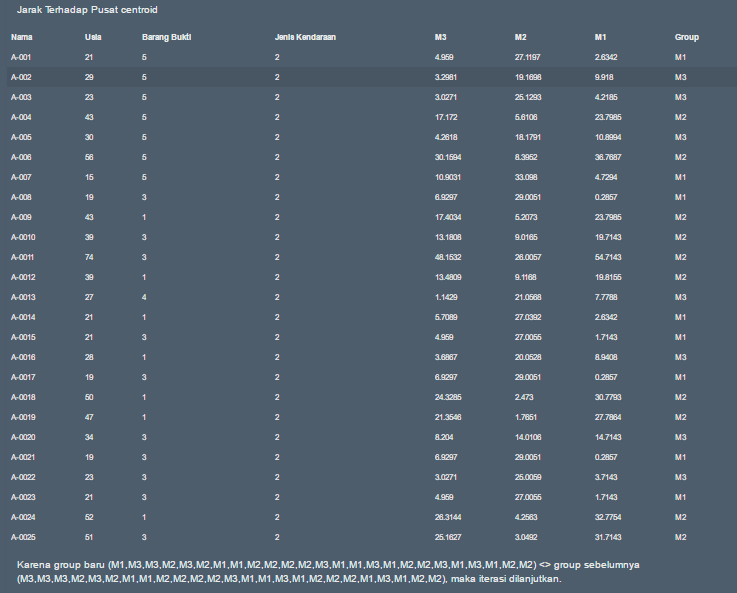 Jarak Terhadap Pusat centroid
Nama Usia Barang Bukti Jenis Kendaraan M3 M2 M1 Group
A-001 21 5 2 4.959 27.1197 2.6342 M1
A-002 29 5 2 3.2981 19.1698 9.918 M3
A-003 23 5 2 3.0271 25.1293 4.2185 M3
A-004 43 5 2 17.172 5.6106 23.7985 M2
A-005 30 5 2 4.2618 18.1791 10.8994 M3
A-006 56 5 2 30.1594 8.3952 36.7687 M2
A-007 15 5 2 10.9031 33.098 4.7294 M1
A-008 19 3 2 6.9297 29.0051 0.2857 M1
A-009 43 1 2 17.4034 5.2073 23.7985 M2
A-0010 39 3 2 13.1808 9.0165 19.7143 M2
A-0011 74 3 2 48.1532 26.0057 54.7143 M2
A-0012 39 1 2 13.4809 9.1168 19.8155 M2
A-0013 27 4 2 1.1429 21.0568 7.7788 M3
A-0014 21 1 2 5.7089 27.0392 2.6342 M1
A-0015 21 3 2 4.959 27.0055 1.7143 M1
A-0016 28 1 2 3.6867 20.0528 8.9408 M3
A-0017 19 3 2 6.9297 29.0051 0.2857 M1
A-0018 50 1 2 24.3285 2.473 30.7793 M2
A-0019 47 1 2 21.3546 1.7651 27.7864 M2
A-0020 34 3 2 8.204 14.0106 14.7143 M3
A-0021 19 3 2 6.9297 29.0051 0.2857 M1
A-0022 23 3 2 3.0271 25.0059 3.7143 M3
A-0023 21 3 2 4.959 27.0055 1.7143 M1
A-0024 52 1 2 26.3144 4.2563 32.7754 M2
A-0025 51 3 2 25.1627 3.0492 31.7143 M2
Karena group baru (M1,M3,M3,M2,M3,M2,M1,M1,M2,M2,M2,M2,M3,M1,M1,M3,M1,M2,M2,M3,M1,M3,M1,M2,M2) <> group sebelumnya
(M3,M3,M3,M2,M3,M2,M1,M1,M2,M2,M2,M2,M3,M1,M1,M3,M1,M2,M2,M2,M1,M3,M1,M2,M2), maka iterasi dilanjutkan.